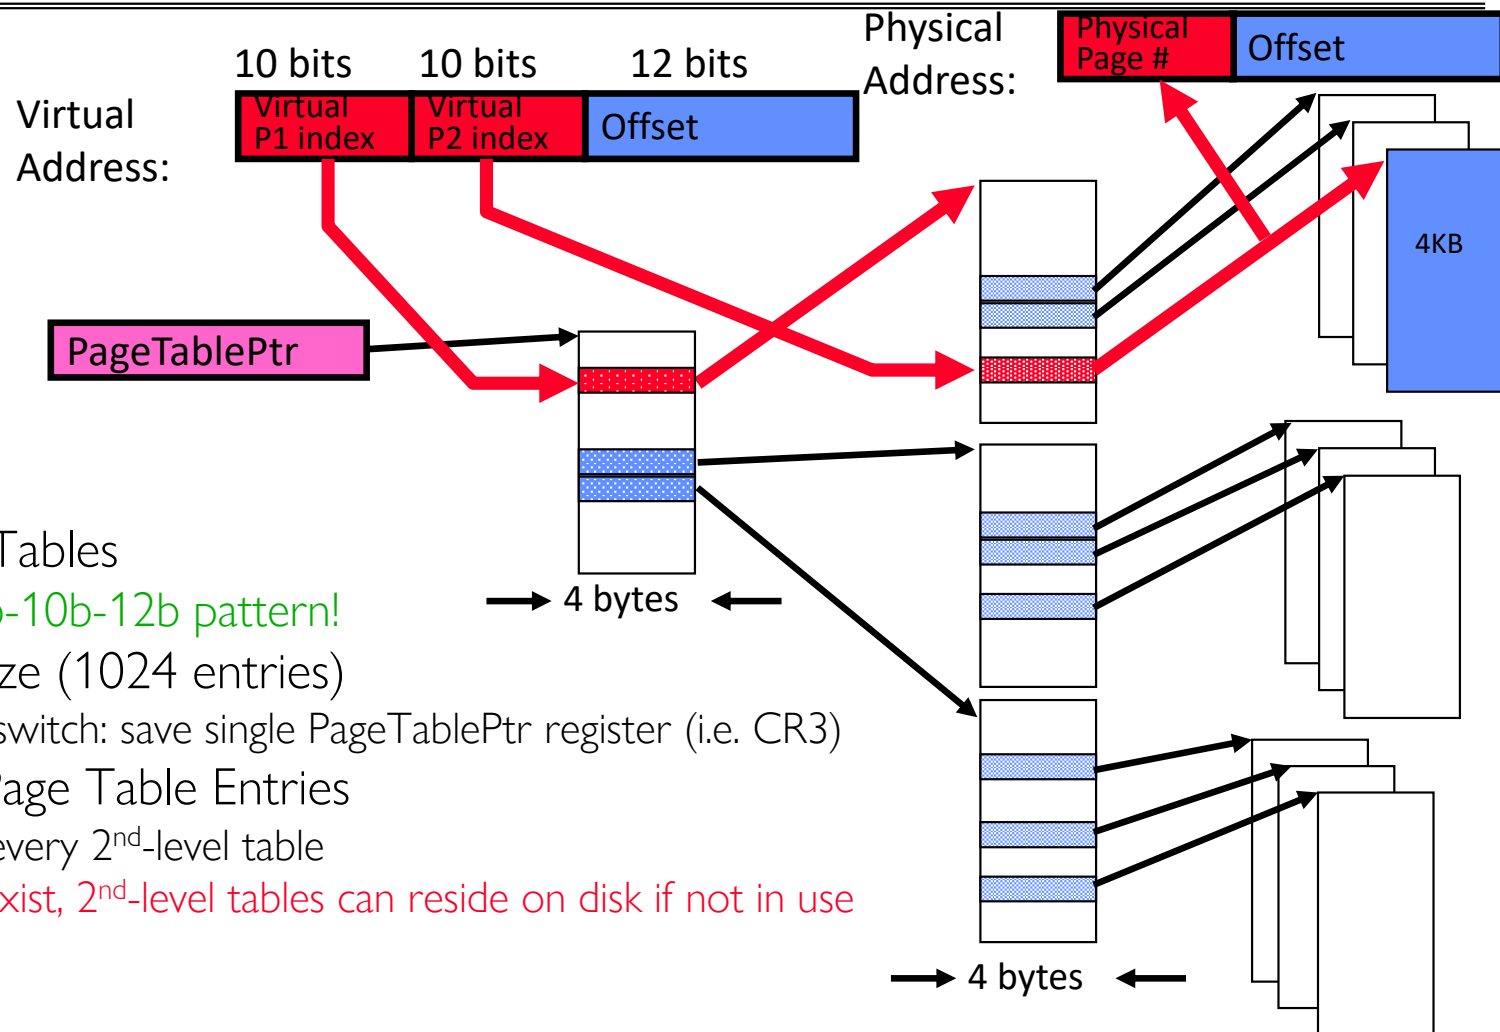 Physical
Address:
Physical
Page #
Offset
10 bits 10 bits 12 bits
Virtual
Address:
Virtual
P1 index
Virtual
P2 index
Offset
4KB
PageTablePtr
4 bytes
Tables
-10b-12b pattern!
ze (1024 entries)
switch: save single PageTablePtr register (i.e. CR3)
Page Table Entries
every 2nd-level table
xist, 2nd-level tables can reside on disk if not in use
4 bytes